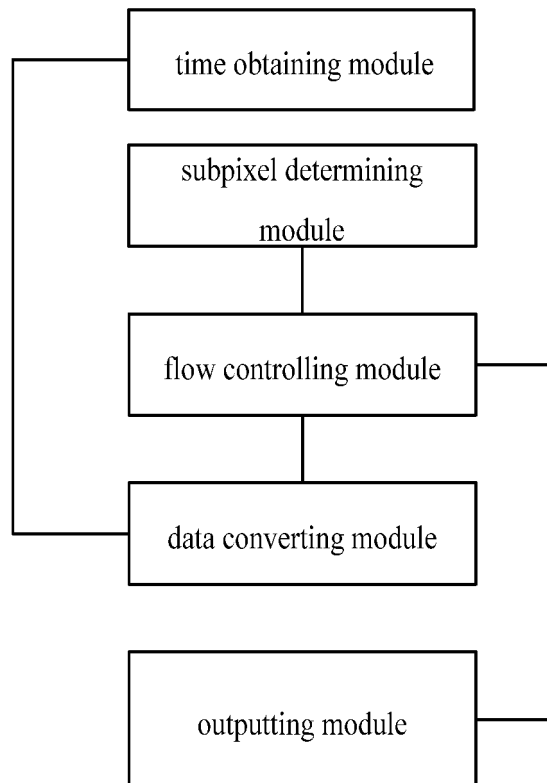 time obtaining module
subpixel determining
module
flow controlling module
data converting module
outputting module